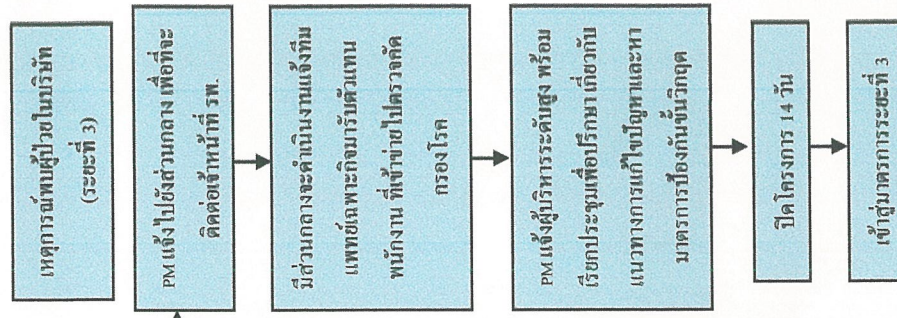 เหตุการณ์พบผู้ป่วยในบริษัท
(ระยะที่ 3)
PM แจ้งไปยังส่วนกลาง เพื่อที่จะ
ติดต่อเจ้าหน้าที่ รพ.
มีส่วนกลางจะดำเนินงานแจ้งทีม
แพทย์เฉพาะกิจมารับตัวแทน
พนักงาน ที่เข้าข่ายไปตรวจคัด
กรองโรค
PM แจ้งผู้บริหารระดับสูง พร้อม
เรียกประชุมเพื่อปรึกษา เกี่ยวกับ
แนวทางการแก้ไขปัญหาและหา
มาตรการป้องกันขั้นวิกฤต
ปิดโครงการ 14 วัน
เข้าสู่มาตรการระยะที่ 3